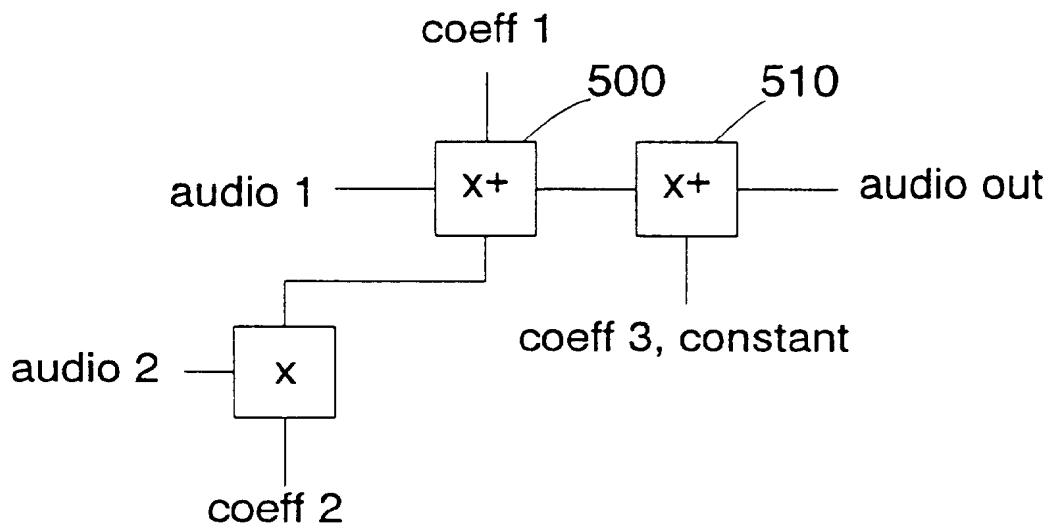 coeff 1
500
510
audio 1
x+
x+
audio out
coeff 3, constant
audio 2
x
coeff 2